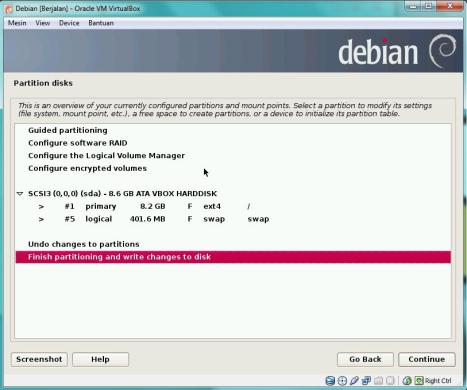 Debian [Berjalan] - Oracle VM VirtualBox
Mesin View Device Bantuan
debian
Partition disks
This is an overview of your currently configured partitions and mount points. Select a partition to modify its settings
(file system, mount point, etc.), a free space to create partitions, or a device to initialize its partition table.
Guided partitioning
Configure software RAID
Configure the Logical Volume Manager
Configure encrypted volumes
SCSI3 (0,0,0) (sda) - 8.6 GB ATA VBOX HARDDISK
> #1 primary 8.2 GB F ext4 /
> #5 logical 401.6 MB F swap swap
Undo changes to partitions
Finish partitioning and write changes to disk
Screenshot Help Go Back Continue
Right Ctrl